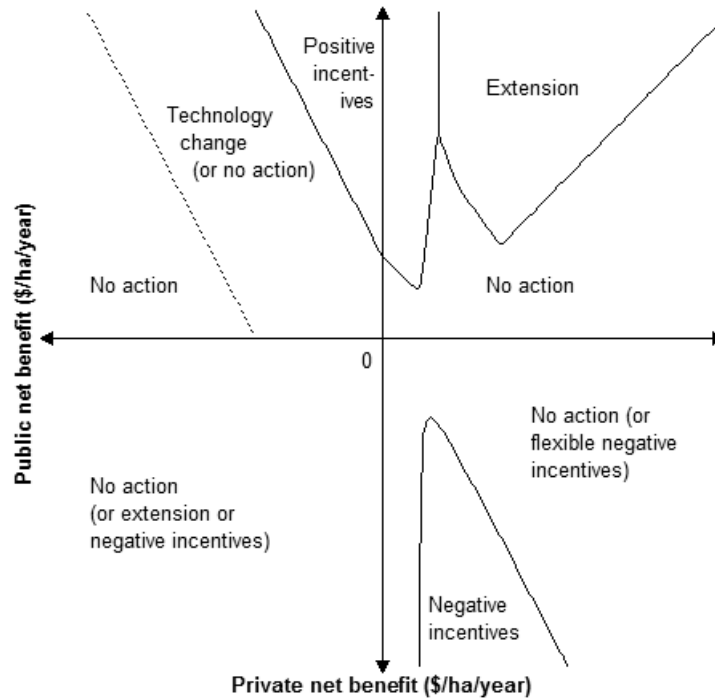 Positive
incent-
ives
Extension
Technology
change
(or no action)
No action
No action
0
Public net benefit ($/ha/year)
No action (or
flexible negative
incentives)
No action
(or extension or
negative incentives)
Negative
incentives
Private net benefit ($/ha/year)